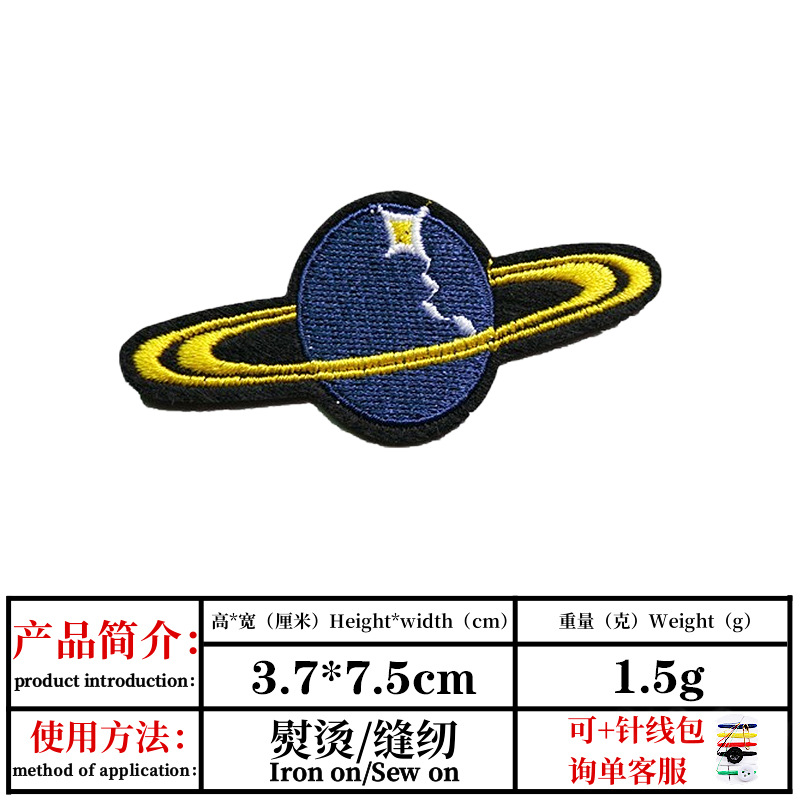 产品简介：
product introduction：
高*宽（厘米）Height*width（cm）
重量（克）Weight（g）
3.7*7.5cm
1.5g
使用方法：
method of application：
熨烫/缝纫
Iron on/Sew on
可+针线包
询单客服